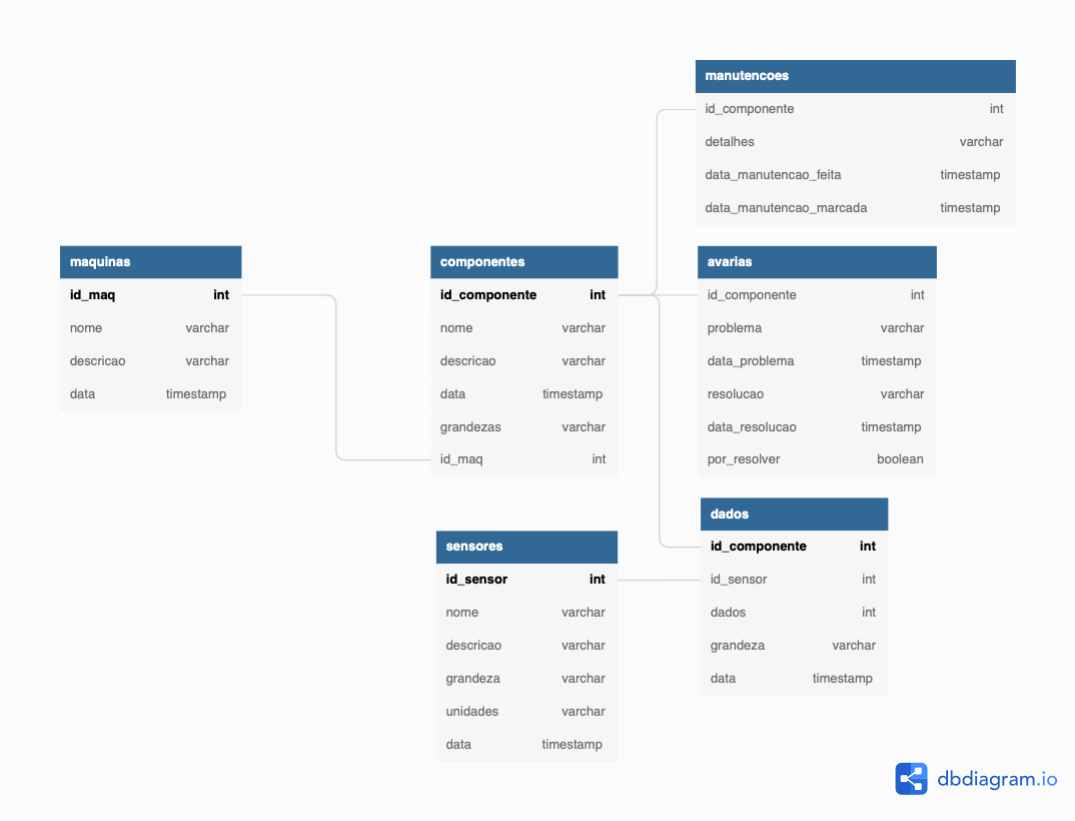 manutencoes
id_componente int
detalhes varchar
data_manutencao_feita timestamp
data_manutencao_marcada timestamp
maquinas
id_maq int
nome varchar
descricao varchar
data timestamp
componentes
id_componente int
nome varchar
descricao varchar
data timestamp
grandezas varchar
id_maq int
avarias
id_componente int
problema varchar
data_problema timestamp
resolucao varchar
data_resolucao timestamp
por_resolver boolean
sensores
id_sensor int
nome varchar
descricao varchar
grandeza varchar
unidades varchar
data timestamp
dados
id_componente int
id_sensor int
dados int
grandeza varchar
data timestamp
dbdiagram.io